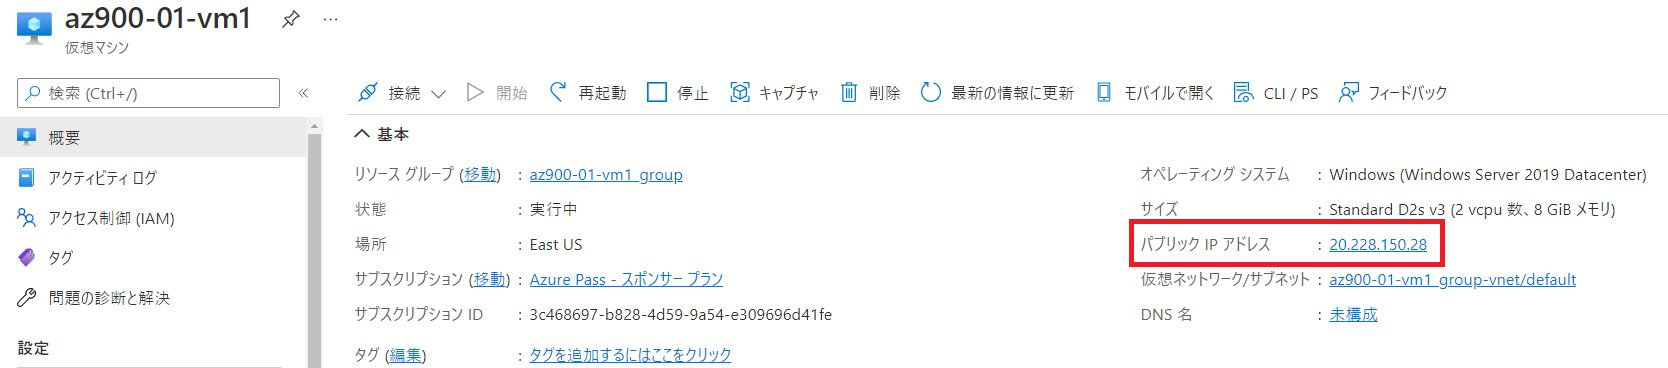 az900-01-vm1
仮想マシン
検索 (Ctrl+/)
接続
開始
再起動
停止
キャプチャ
削除
最新の情報に更新
モバイルで開く
CLI / PS
フィードバック
概要
アクティビティ ログ
アクセス制御 (IAM)
タグ
問題の診断と解決
設定
基本
リソース グループ (移動) : az900-01-vm1_group
状態 : 実行中
場所 : East US
サブスクリプション (移動) : Azure Pass - スポンサー プラン
サブスクリプション ID : 3c468697-b828-4d59-9a54-e309696d41fe
タグ (編集) : タグを追加するにはここをクリック
オペレーティング システム : Windows (Windows Server 2019 Datacenter)
サイズ : Standard D2s v3 (2 vcpu 数、8 GiB メモリ)
パブリック IP アドレス : 20.228.150.28
仮想ネットワーク/サブネット : az900-01-vm1_group-vnet/default
DNS 名 : 未構成